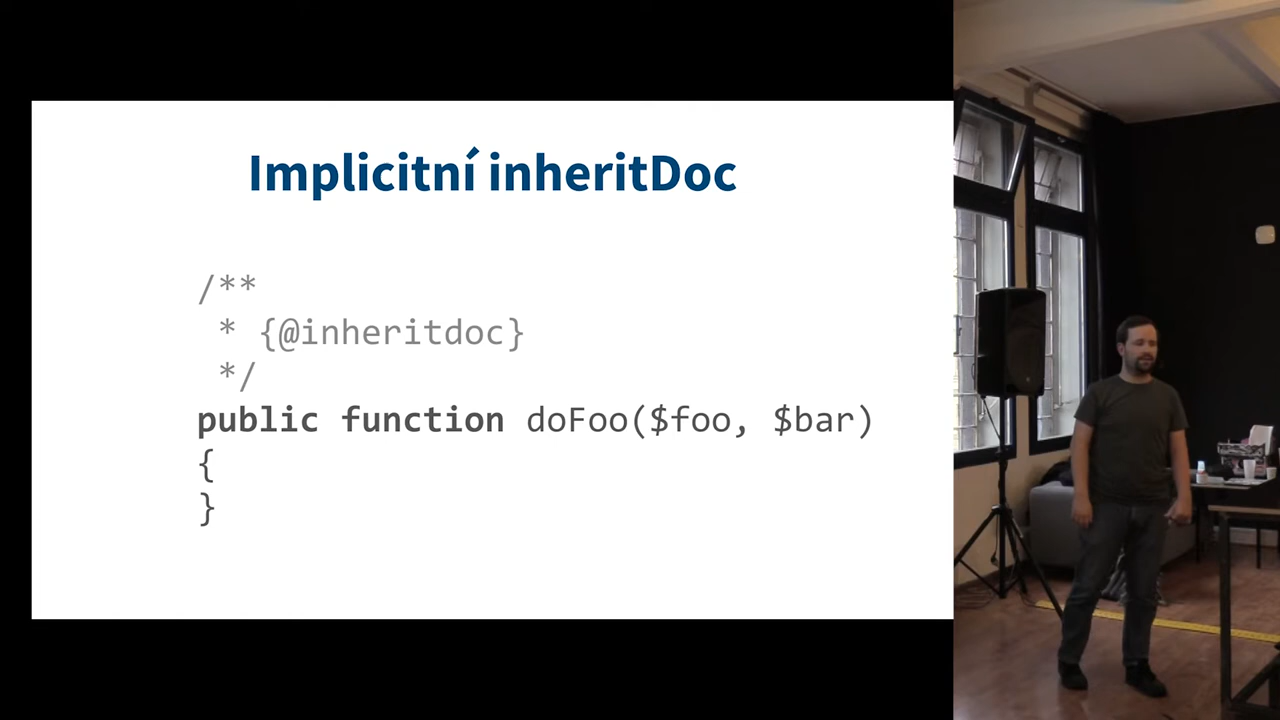 Implicitní inheritDoc
/**
 * {@inheritdoc}
 */
public function doFoo($foo, $bar)
{
}